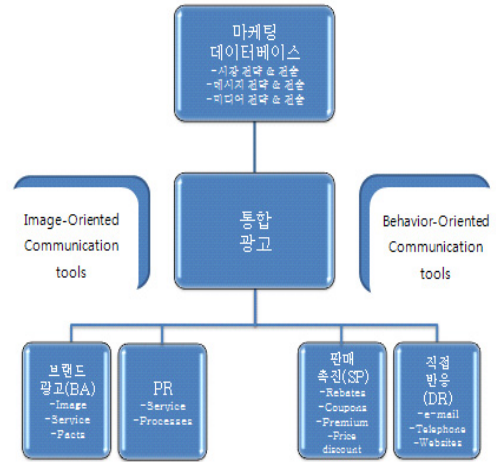 마케팅
데이터베이스
-시장 전략 & 전술
-메시지 전략 & 전술
-미디어 전략 & 전술
Image-Oriented
Communication
tools
통합
광고
Behavior-Oriented
Communication
tools
브랜드
광고(BA)
-Image
-Service
-Facts
PR
-Service
-Processes
판매
촉진(SP)
-Rebates
-Coupons
-Premium
-Price
discount
직접
반응
(DR)
-e-mail
-Telephone
-Websites